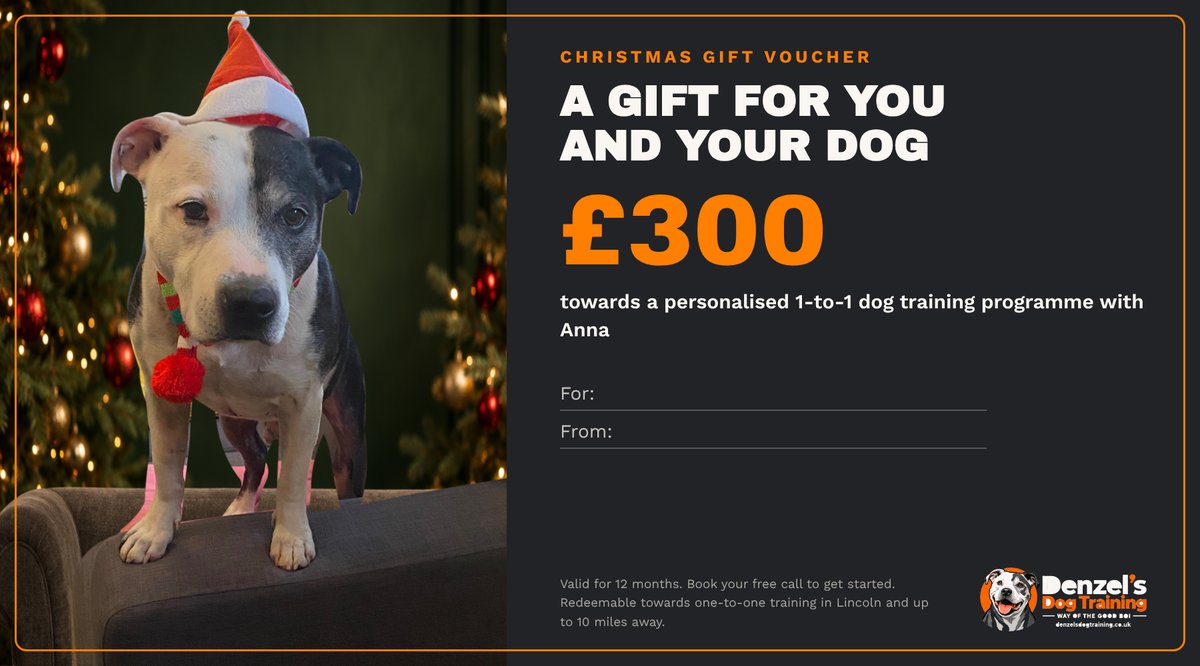 CHRISTMAS GIFT VOUCHER
A GIFT FOR YOU
AND YOUR DOG
£300
towards a personalised 1-to-1 dog training programme with
Anna
For:
From:
Valid for 12 months. Book your free call to get started.
Redeemable towards one-to-one training in Lincoln and up
to 10 miles away.
Denzel's
Dog Training
WAY OF THE GOOD BOI
denzelsdogtraining.co.uk